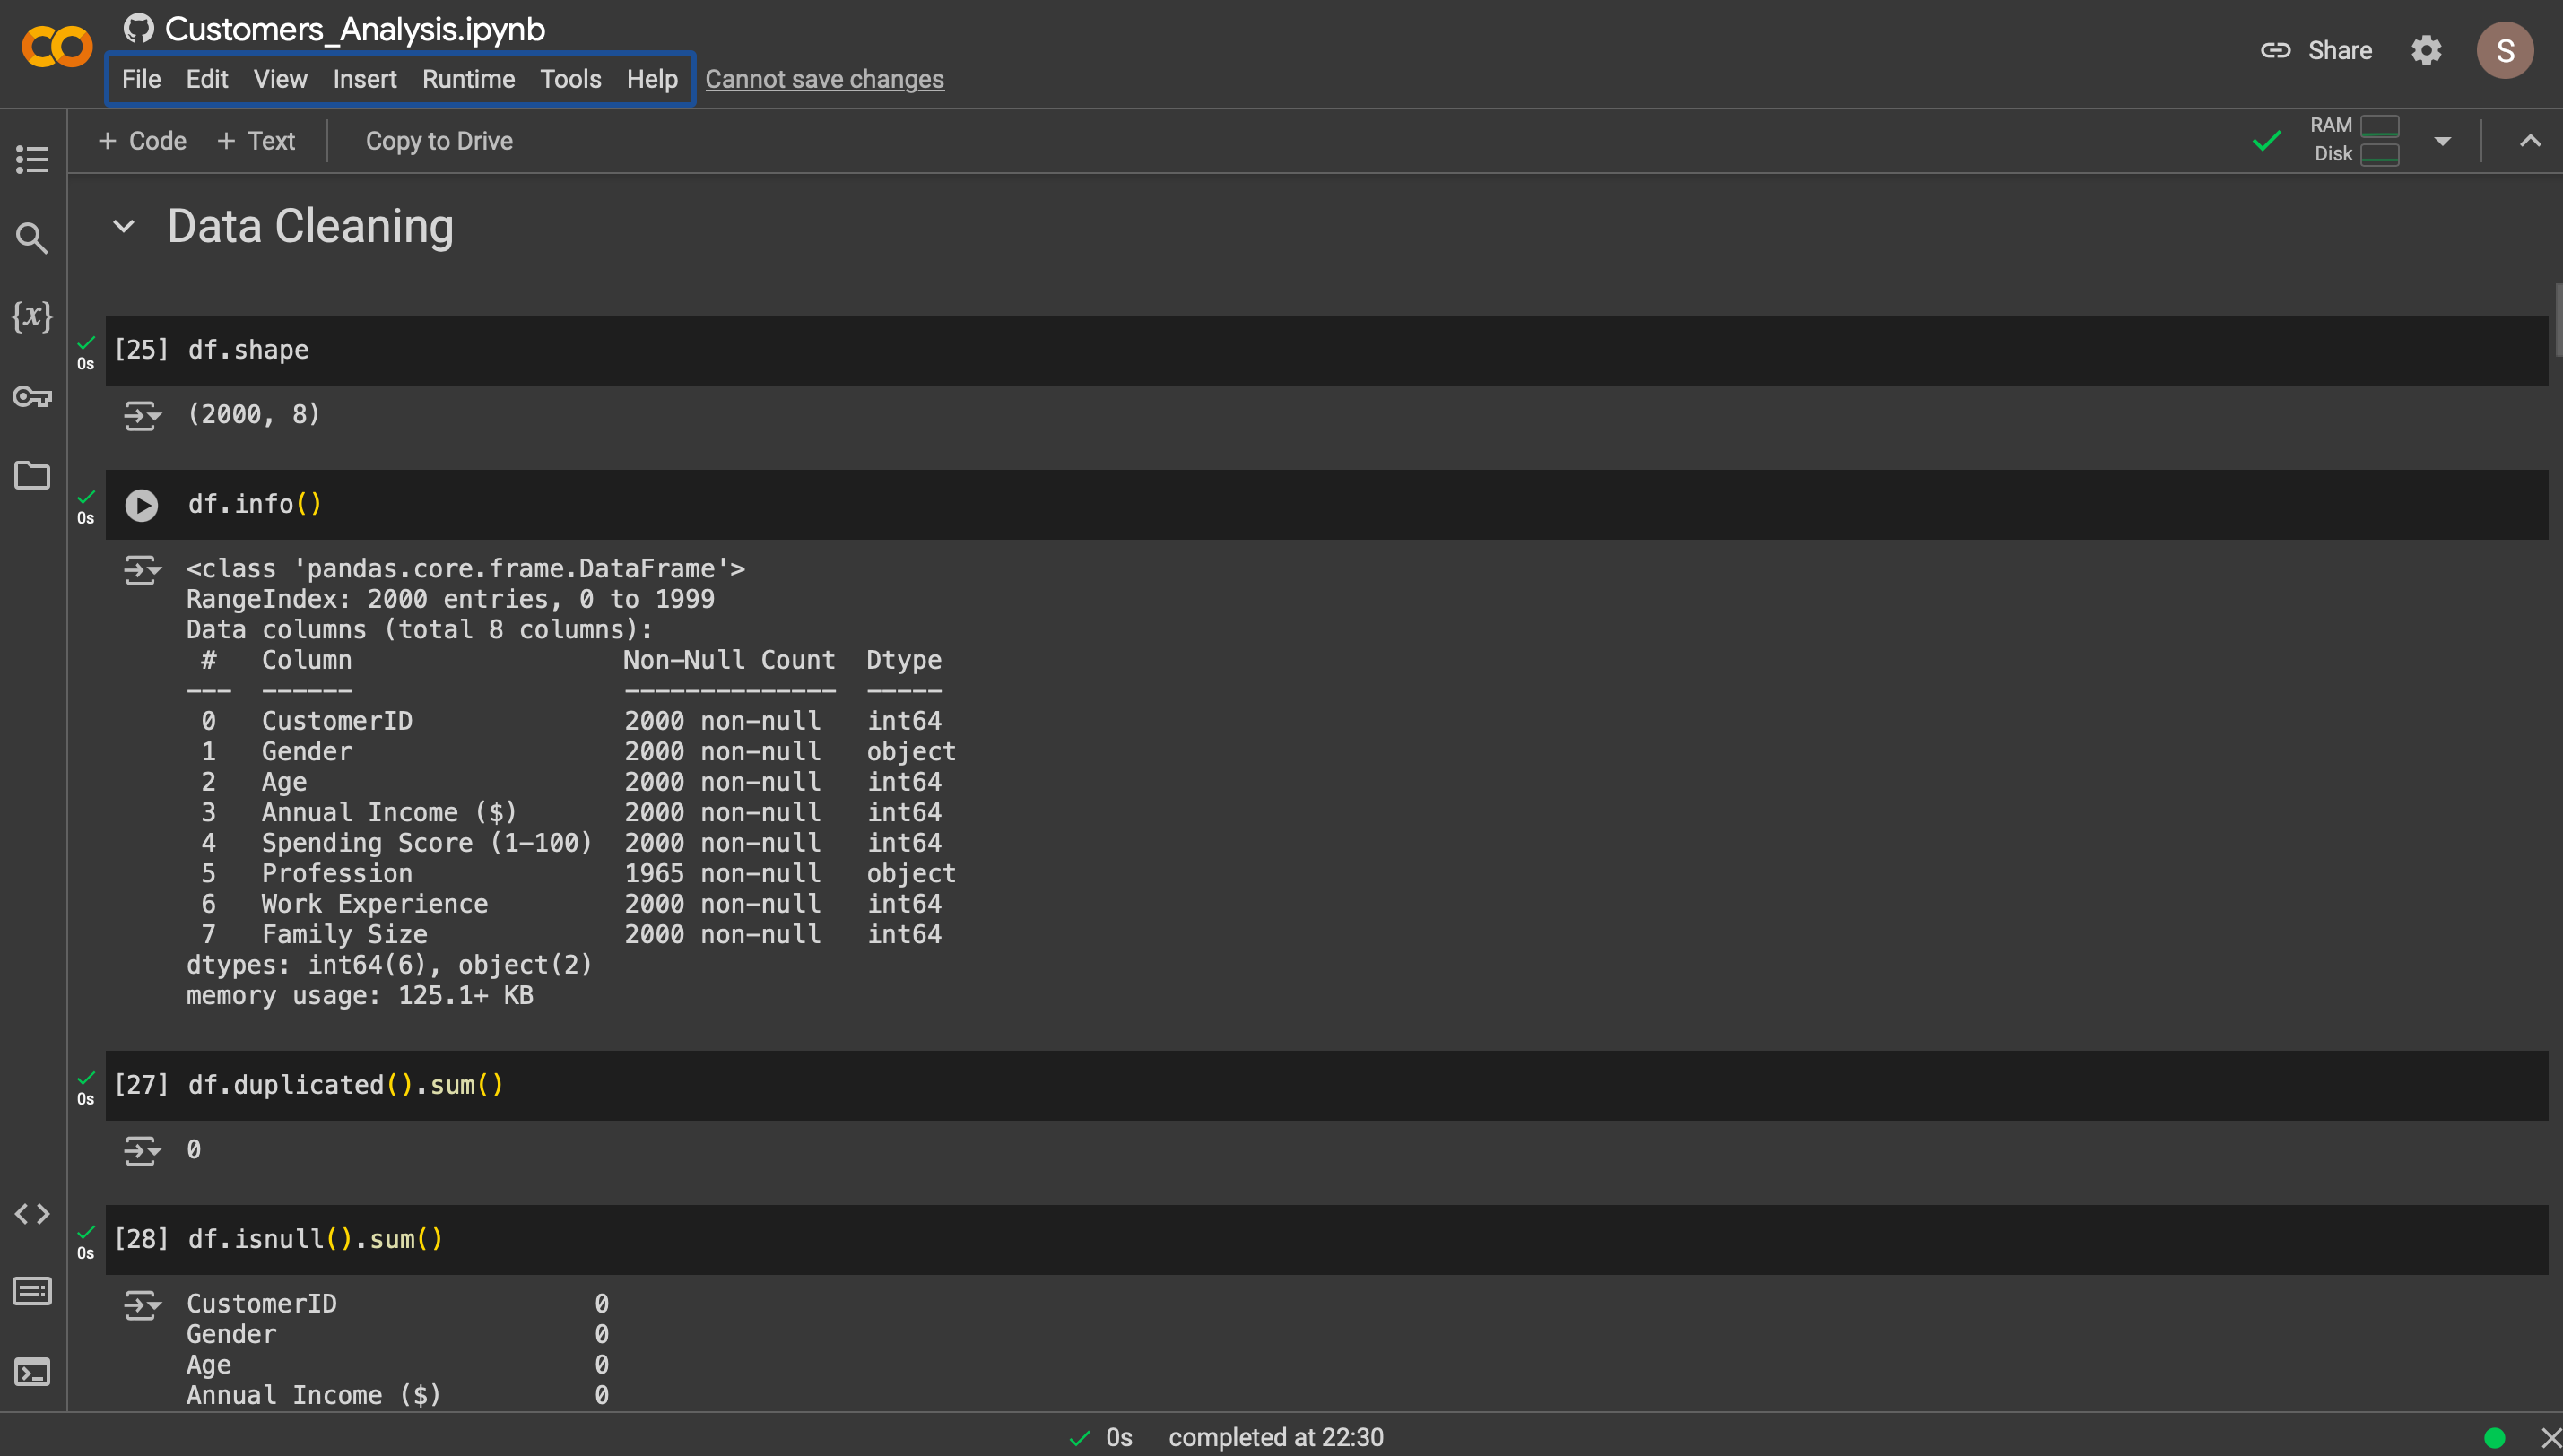 Customers_Analysis.ipynb
File Edit View Insert Runtime Tools Help Cannot save changes
Share
S
+ Code + Text Copy to Drive
RAM
Disk
Data Cleaning
{x}
0s
[25] df.shape
(2000, 8)
0s
df.info()
<class 'pandas.core.frame.DataFrame'>
RangeIndex: 2000 entries, 0 to 1999
Data columns (total 8 columns):
 #   Column                  Non-Null Count  Dtype
---  ------                  --------------  -----
 0   CustomerID              2000 non-null   int64
 1   Gender                  2000 non-null   object
 2   Age                     2000 non-null   int64
 3   Annual Income ($)       2000 non-null   int64
 4   Spending Score (1-100)  2000 non-null   int64
 5   Profession              1965 non-null   object
 6   Work Experience         2000 non-null   int64
 7   Family Size             2000 non-null   int64
dtypes: int64(6), object(2)
memory usage: 125.1+ KB
0s
[27] df.duplicated().sum()
0
0s
[28] df.isnull().sum()
CustomerID                 0
Gender                     0
Age                        0
Annual Income ($)          0
0s completed at 22:30